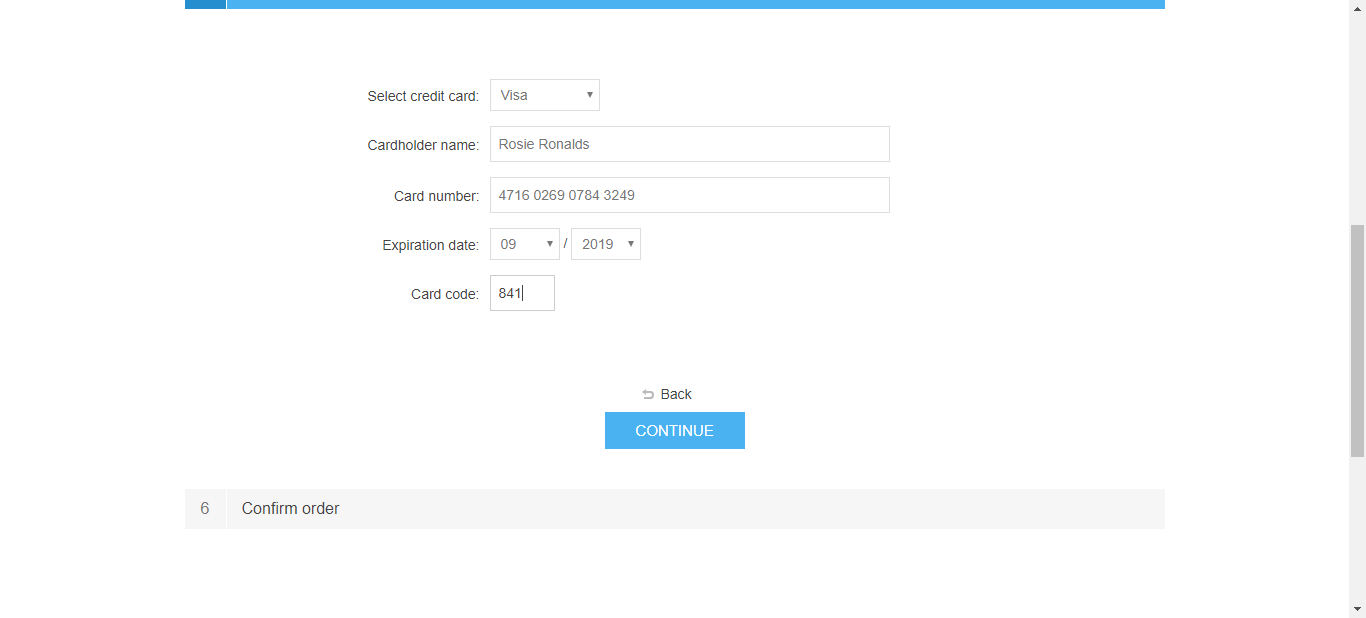 Select credit card: Visa
Cardholder name: Rosie Ronalds
Card number: 4716 0269 0784 3249
Expiration date: 09 / 2019
Card code: 841
Back
CONTINUE
6 Confirm order